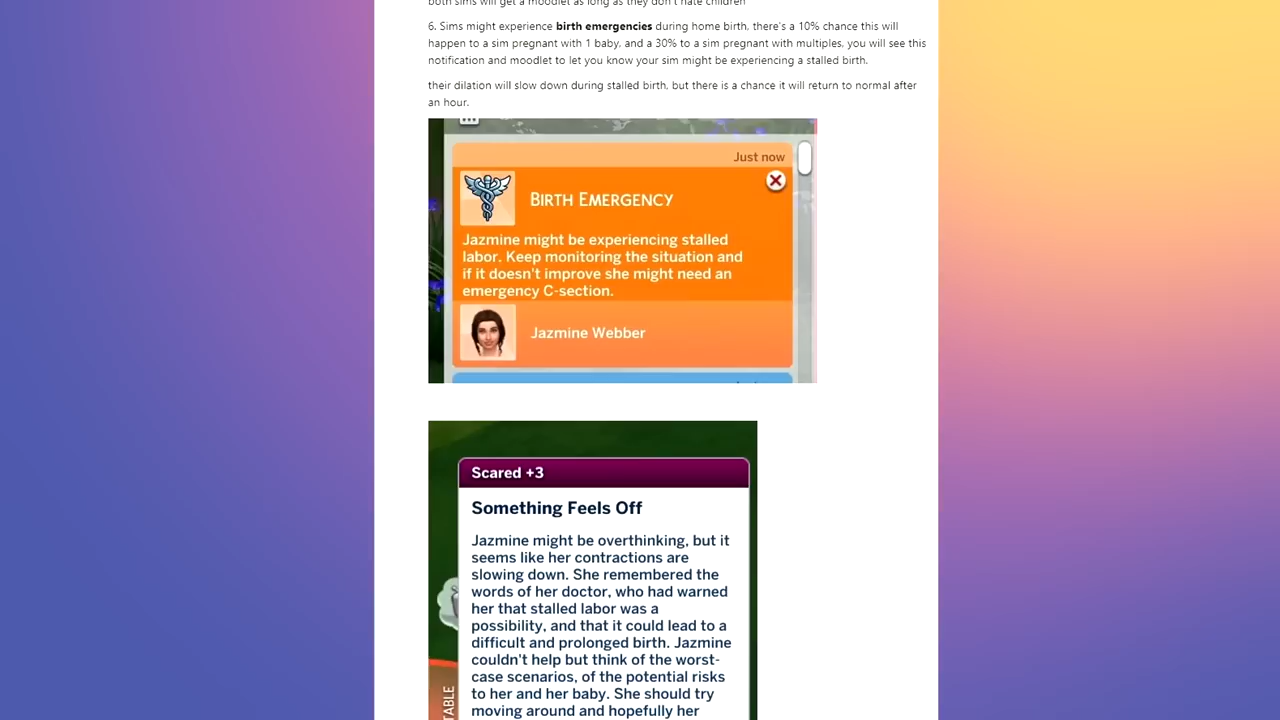 both sims will get a moodlet as long as they don't hate children
6. Sims might experience birth emergencies during home birth, there's a 10% chance this will
happen to a sim pregnant with 1 baby, and a 30% to a sim pregnant with multiples, you will see this
notification and moodlet to let you know your sim might be experiencing a stalled birth.
their dilation will slow down during stalled birth, but there is a chance it will return to normal after
an hour.
Just now
BIRTH EMERGENCY
Jazmine might be experiencing stalled
labor. Keep monitoring the situation and
if it doesn't improve she might need an
emergency C-section.
Jazmine Webber
Scared +3
Something Feels Off
Jazmine might be overthinking, but it
seems like her contractions are
slowing down. She remembered the
words of her doctor, who had warned
her that stalled labor was a
possibility, and that it could lead to a
difficult and prolonged birth. Jazmine
couldn't help but think of the worst-
case scenarios, of the potential risks
to her and her baby. She should try
moving around and hopefully her
TABLE